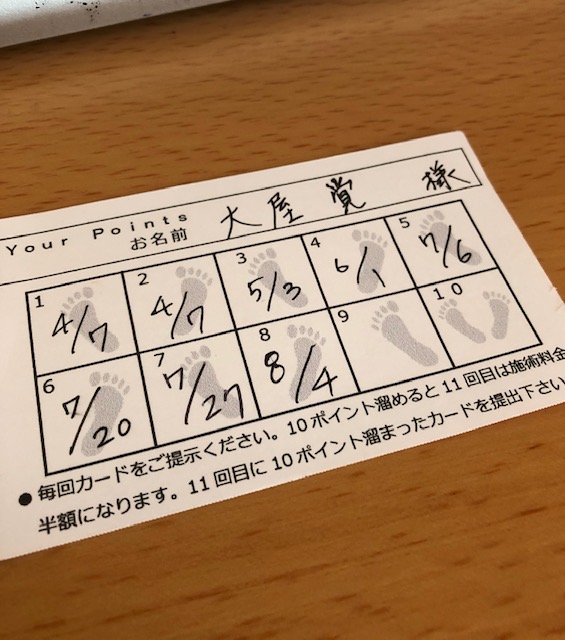 Your Points
お名前 大屋 覚 様
1 2 3 4 5
4/7 4/7 5/3 6/1 7/6
6 7 8 9 10
7/20 7/27 8/4
●毎回カードをご提示ください。10ポイント溜めると11回目は施術料金
半額になります。11回目に10ポイント溜まったカードを提出下さい